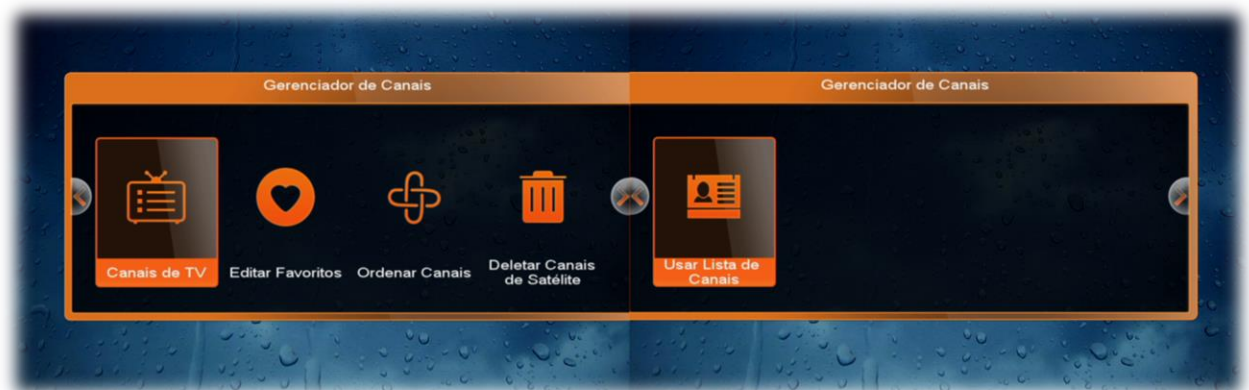 Gerenciador de Canais
Canais de TV
Editar Favoritos
Ordenar Canais
Deletar Canais
de Satélite
Gerenciador de Canais
Usar Lista de
Canais